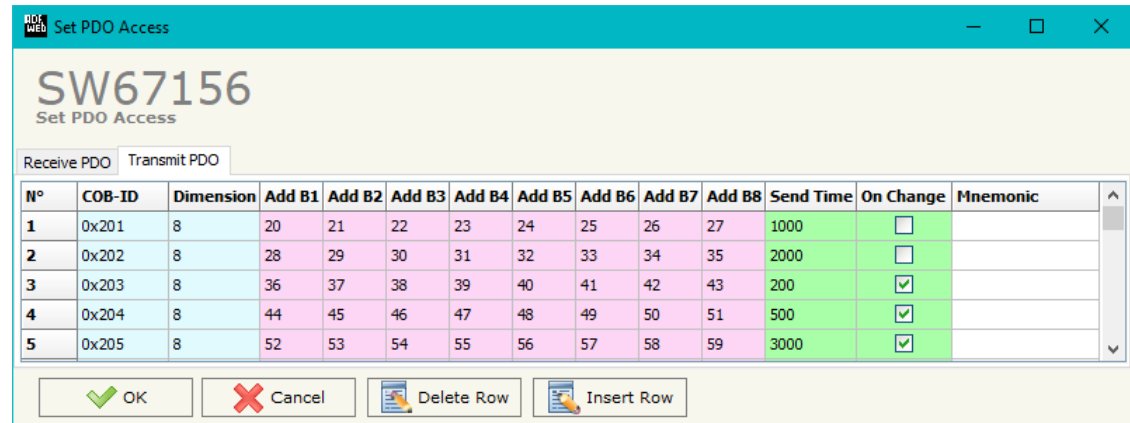 ADF WEB Set PDO Access
SW67156
Set PDO Access
Receive PDO Transmit PDO
N° COB-ID Dimension Add B1 Add B2 Add B3 Add B4 Add B5 Add B6 Add B7 Add B8 Send Time On Change Mnemonic
1 0x201 8 20 21 22 23 24 25 26 27 1000
2 0x202 8 28 29 30 31 32 33 34 35 2000
3 0x203 8 36 37 38 39 40 41 42 43 200
4 0x204 8 44 45 46 47 48 49 50 51 500
5 0x205 8 52 53 54 55 56 57 58 59 3000
OK Cancel Delete Row Insert Row